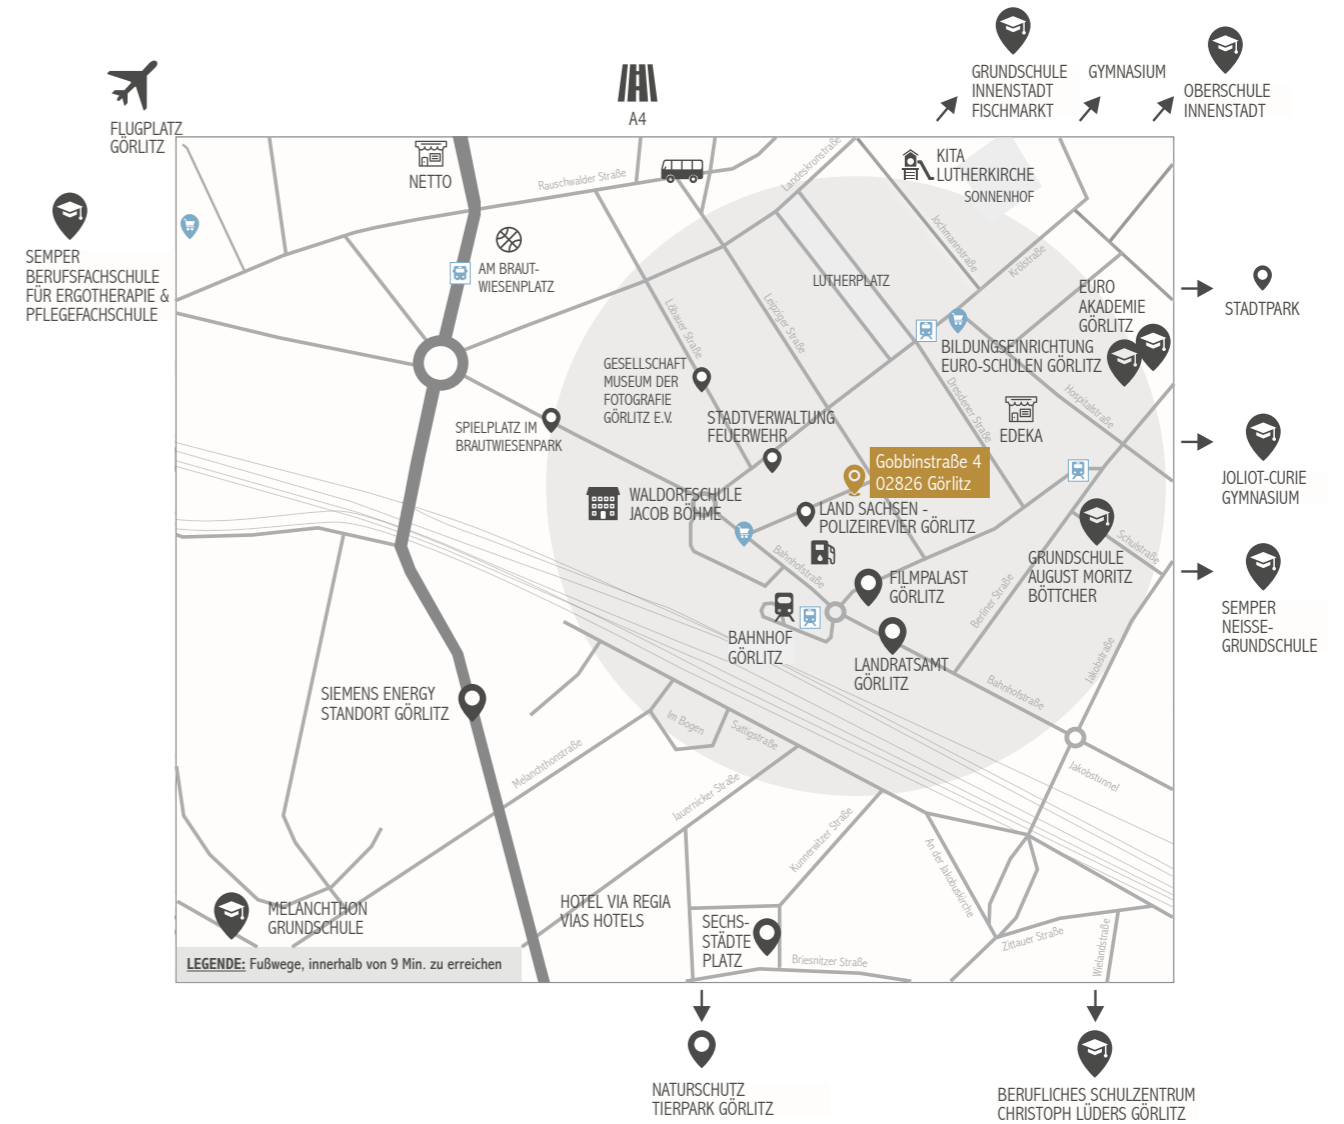 GRUNDSCHULE
INNENSTADT
FISCHMARKT
GYMNASIUM
OBERSCHULE
INNENSTADT
A4
FLUGPLATZ
GÖRLITZ
NETTO
Rauschwalder Straße
Landeskronstraße
KITA
LUTHERKIRCHE
SONNENHOF
Jochmannstraße
Krölstraße
SEMPER
BERUFSFACHSCHULE
FÜR ERGOTHERAPIE &
PFLEGEFACHSCHULE
AM BRAUT-
WIESENPLATZ
LUTHERPLATZ
Löbauer Straße
Leipziger Straße
EURO
AKADEMIE
GÖRLITZ
STADTPARK
BILDUNGSEINRICHTUNG
EURO-SCHULEN GÖRLITZ
GESELLSCHAFT
MUSEUM DER
FOTOGRAFIE
GÖRLITZ E.V.
Dresdener Straße
Hospitalstraße
STADTVERWALTUNG
FEUERWEHR
SPIELPLATZ IM
BRAUTWIESENPARK
EDEKA
Gobbinstraße 4
02826 Görlitz
JOLIOT-CURIE
GYMNASIUM
WALDORFSCHULE
JACOB BÖHME
LAND SACHSEN -
POLIZEIREVIER GÖRLITZ
Bahnhofstraße
Schulstraße
GRUNDSCHULE
AUGUST MORITZ
BÖTTCHER
FILMPALAST
GÖRLITZ
Berliner Straße
SEMPER
NEISSE-
GRUNDSCHULE
BAHNHOF
GÖRLITZ
LANDRATSAMT
GÖRLITZ
Jakobstraße
Bahnhofstraße
SIEMENS ENERGY
STANDORT GÖRLITZ
Im Bogen
Sattigstraße
Melanchthonstraße
Jauernicker Straße
Jakobstunnel
Kunnerwitzer Straße
An der Jakobuskirche
MELANCHTHON
GRUNDSCHULE
HOTEL VIA REGIA
VIAS HOTELS
SECHS-
STÄDTE
PLATZ
Briesnitzer Straße
Zittauer Straße
Wielandstraße
LEGENDE: Fußwege, innerhalb von 9 Min. zu erreichen
NATURSCHUTZ
TIERPARK GÖRLITZ
BERUFLICHES SCHULZENTRUM
CHRISTOPH LÜDERS GÖRLITZ